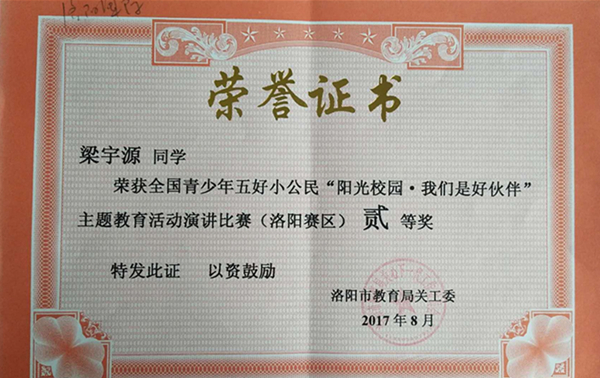 荣誉证书
梁宇源 同学
荣获全国青少年五好小公民“阳光校园·我们是好伙伴”
主题教育活动演讲比赛（洛阳赛区） 贰 等奖
特发此证 以资鼓励
洛阳市教育局关工委
2017年8月